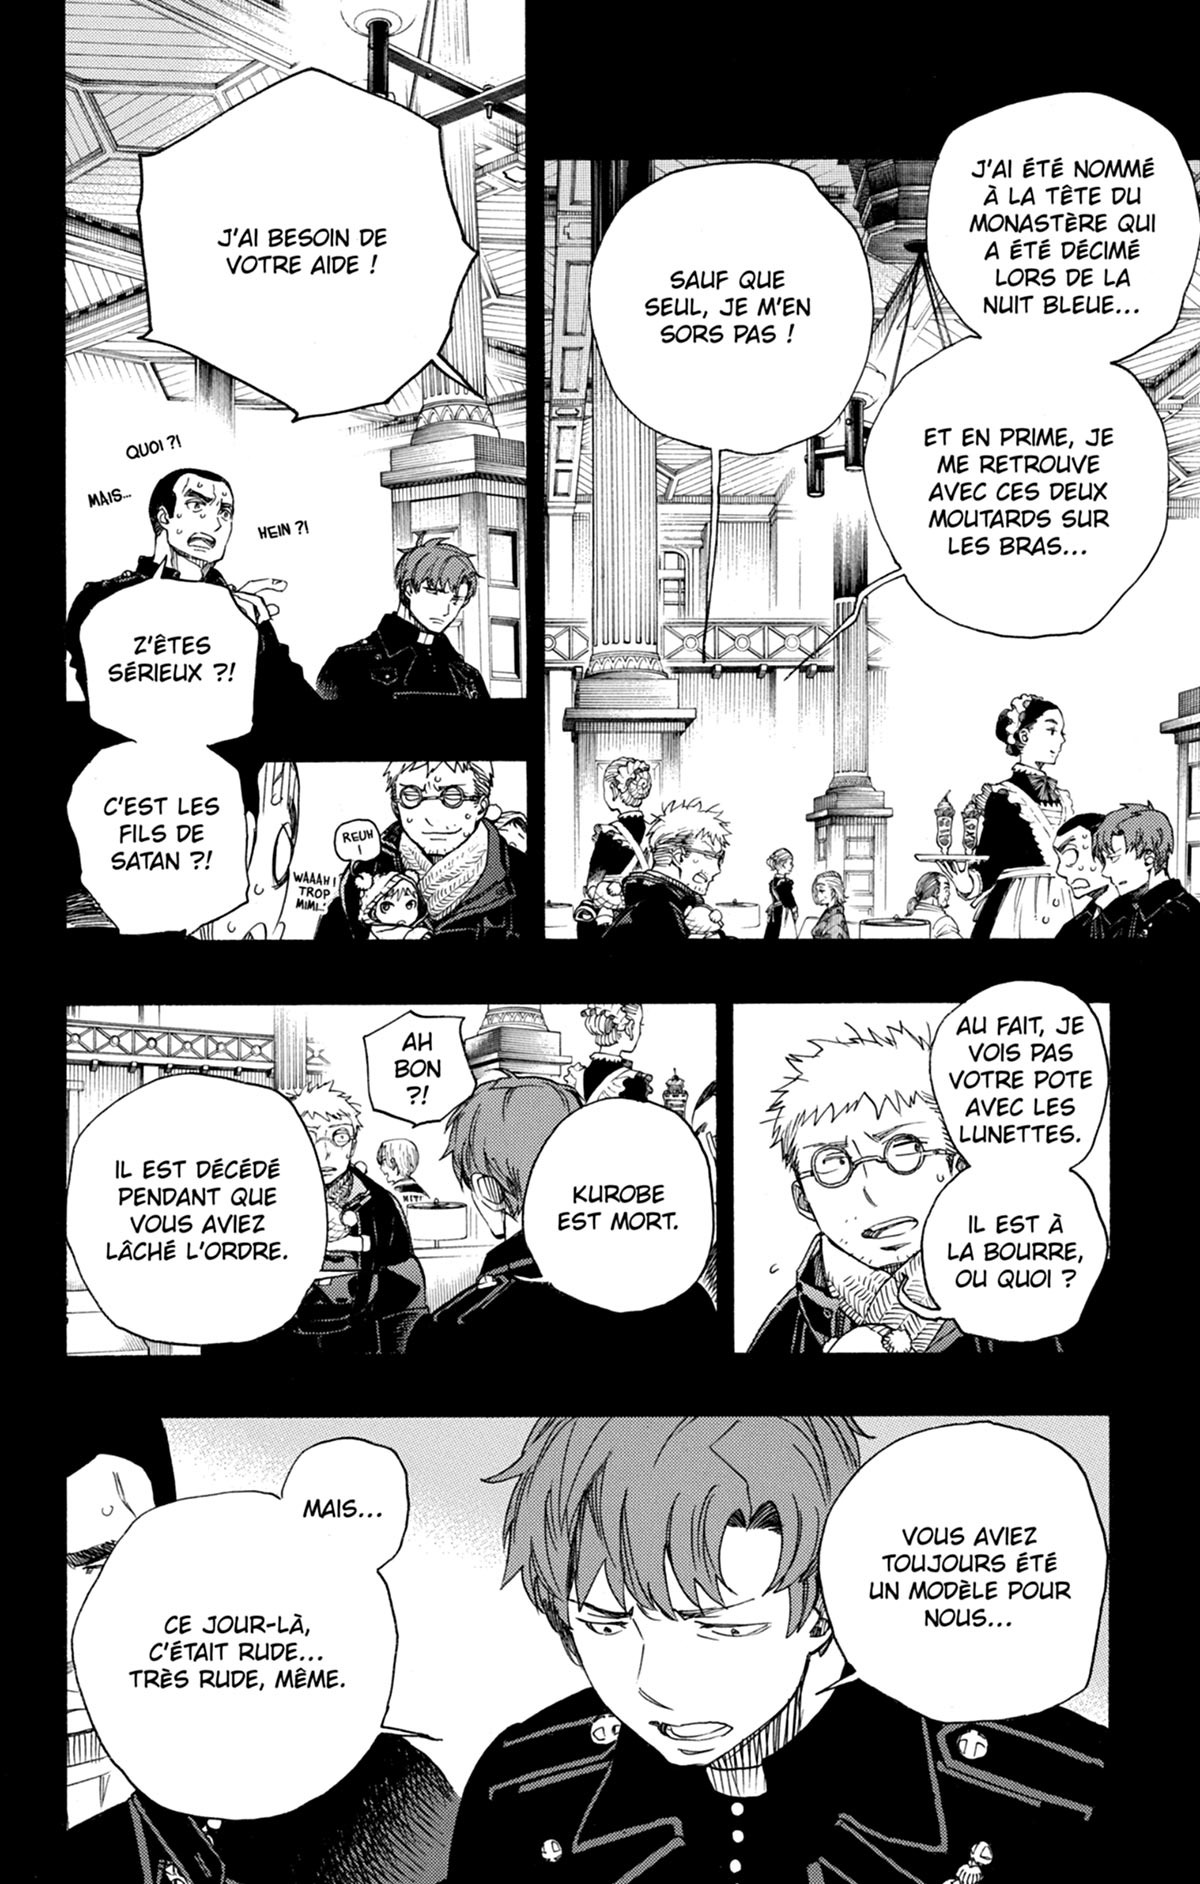 J'AI ÉTÉ NOMMÉ
À LA TÊTE DU
MONASTÈRE QUI
A ÉTÉ DÉCIMÉ
LORS DE LA
NUIT BLEUE...
ET EN PRIME, JE
ME RETROUVE
AVEC CES DEUX
MOUTARDS SUR
LES BRAS...
SAUF QUE
SEUL, JE M'EN
SORS PAS !
J'AI BESOIN DE
VOTRE AIDE !
QUOI ?!
MAIS...
HEIN ?!
Z'ÊTES
SÉRIEUX ?!
REUH
!
WAAAH !
TROP
MIMI...
C'EST LES
FILS DE
SATAN ?!
AU FAIT, JE
VOIS PAS
VOTRE POTE
AVEC LES
LUNETTES.
IL EST À
LA BOURRE,
OU QUOI ?
KUROBE
EST MORT.
AH
BON
?!
IL EST DÉCÉDÉ
PENDANT QUE
VOUS AVIEZ
LÂCHÉ L'ORDRE.
VOUS AVIEZ
TOUJOURS ÉTÉ
UN MODÈLE POUR
NOUS...
MAIS...
CE JOUR-LÀ,
C'ÉTAIT RUDE...
TRÈS RUDE, MÊME.